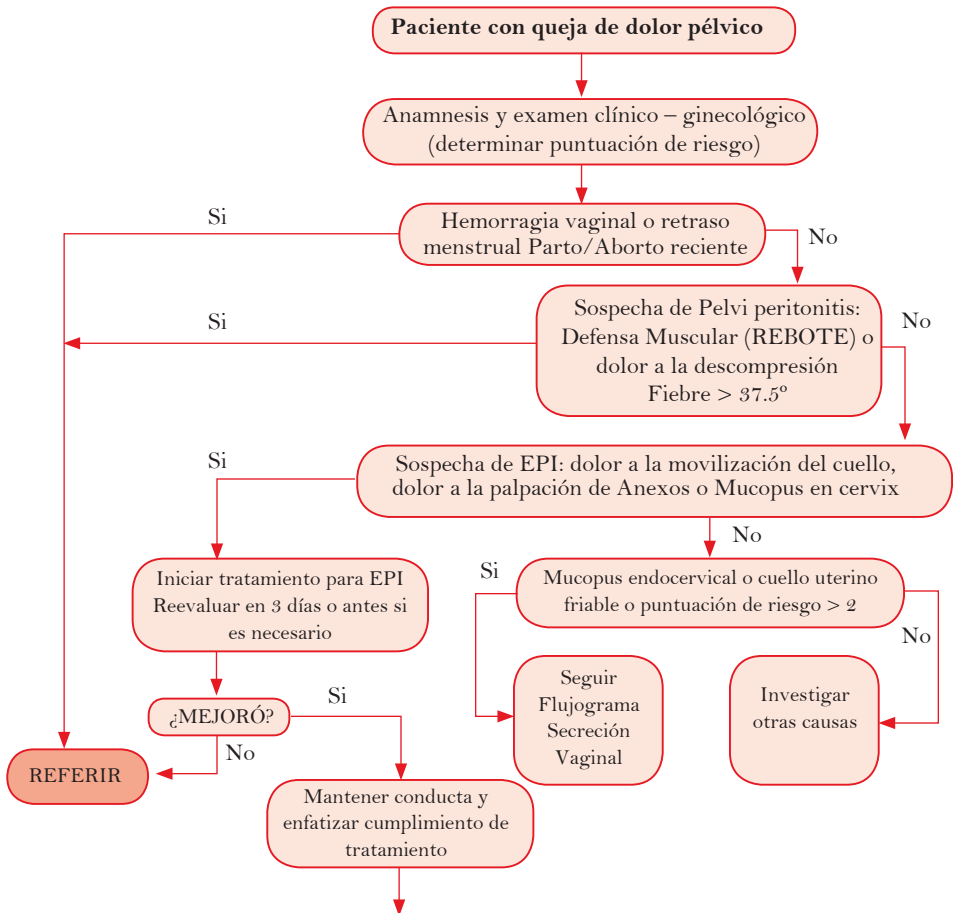 Paciente con queja de dolor pélvico
Anamnesis y examen clínico – ginecológico
(determinar puntuación de riesgo)
Si
Hemorragia vaginal o retraso
menstrual Parto/Aborto reciente
No
Si
Sospecha de Pelvi peritonitis:
Defensa Muscular (REBOTE) o
dolor a la descompresión
Fiebre > 37.5º
No
Si
Sospecha de EPI: dolor a la movilización del cuello,
dolor a la palpación de Anexos o Mucopus en cervix
No
Iniciar tratamiento para EPI
Reevaluar en 3 días o antes si
es necesario
Si
Mucopus endocervical o cuello uterino
friable o puntuación de riesgo > 2
No
Seguir
Flujograma
Secreción
Vaginal
Investigar
otras causas
¿MEJORÓ?
Si
No
REFERIR
Mantener conducta y
enfatizar cumplimiento de
tratamiento